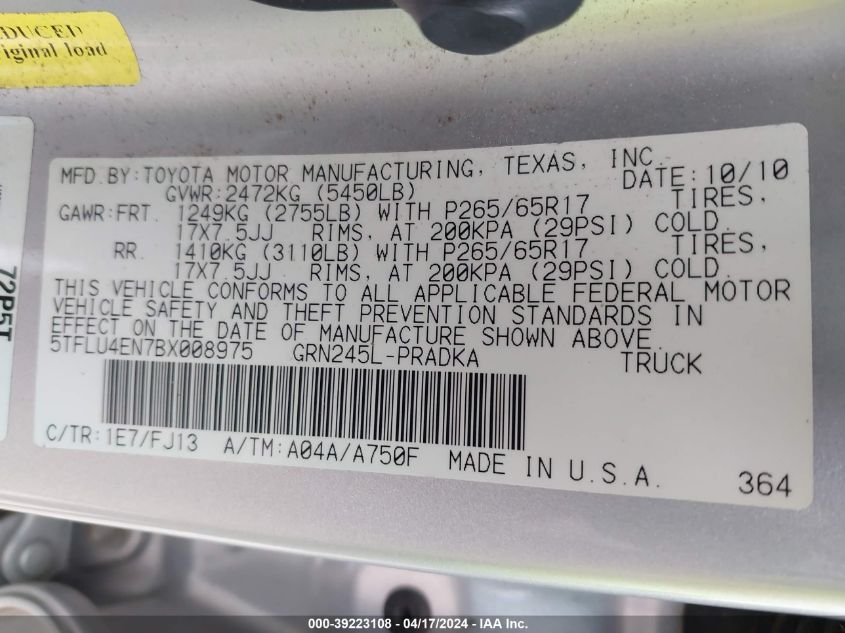 DUCED
riginal load
72P5T
MFD.BY:TOYOTA MOTOR MANUFACTURING, TEXAS, INC.
DATE:10/10
GVWR:2472KG (5450LB)
GAWR:FRT. 1249KG (2755LB) WITH P265/65R17 TIRES,
17X7.5JJ RIMS, AT 200KPA (29PSI) COLD.
RR. 1410KG (3110LB) WITH P265/65R17 TIRES,
17X7.5JJ RIMS, AT 200KPA (29PSI) COLD.
THIS VEHICLE CONFORMS TO ALL APPLICABLE FEDERAL MOTOR
VEHICLE SAFETY AND THEFT PREVENTION STANDARDS IN
EFFECT ON THE DATE OF MANUFACTURE SHOWN ABOVE.
5TFLU4EN7BX008975 GRN245L-PRADKA TRUCK
C/TR:1E7/FJ13 A/TM:A04A/A750F MADE IN U.S.A.
364
000-39223108 - 04/17/2024 - IAA Inc.